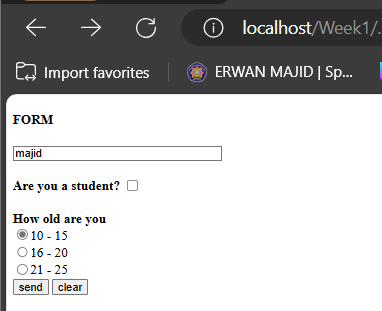 localhost/Week1/.
Import favorites
ERWAN MAJID | Sp...
FORM
majid
Are you a student?
How old are you
10 - 15
16 - 20
21 - 25
send clear